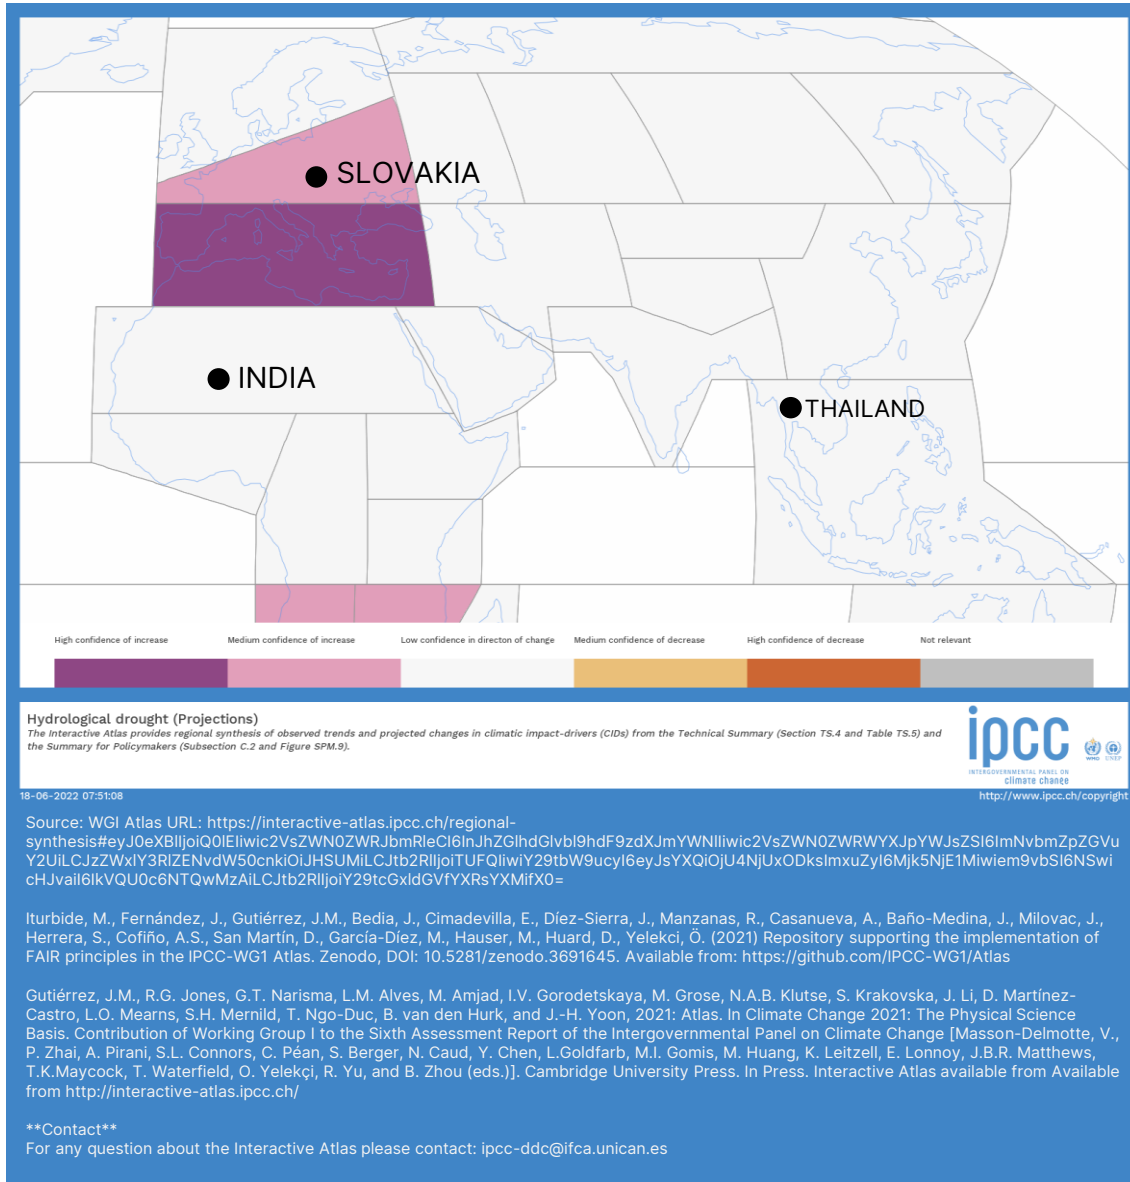 SLOVAKIA
INDIA
THAILAND
High confidence of increase
Medium confidence of increase
Low confidence in directon of change
Medium confidence of decrease
High confidence of decrease
Not relevant
Hydrological drought (Projections)
The Interactive Atlas provides regional synthesis of observed trends and projected changes in climatic impact-drivers (CIDs) from the Technical Summary (Section TS.4 and Table TS.5) and
the Summary for Policymakers (Subsection C.2 and Figure SPM.9).
ipcc
INTERGOVERNMENTAL PANEL ON
climate change
WMO
UNEP
18-06-2022 07:51:08
http://www.ipcc.ch/copyright
Source: WGI Atlas URL: https://interactive-atlas.ipcc.ch/regional-
Iturbide, M., Fernández, J., Gutiérrez, J.M., Bedia, J., Cimadevilla, E., Díez-Sierra, J., Manzanas, R., Casanueva, A., Baño-Medina, J., Milovac, J.,
Herrera, S., Cofiño, A.S., San Martín, D., García-Díez, M., Hauser, M., Huard, D., Yelekci, Ö. (2021) Repository supporting the implementation of
FAIR principles in the IPCC-WG1 Atlas. Zenodo, DOI: 10.5281/zenodo.3691645. Available from: https://github.com/IPCC-WG1/Atlas
Gutiérrez, J.M., R.G. Jones, G.T. Narisma, L.M. Alves, M. Amjad, I.V. Gorodetskaya, M. Grose, N.A.B. Klutse, S. Krakovska, J. Li, D. Martínez-
Castro, L.O. Mearns, S.H. Mernild, T. Ngo-Duc, B. van den Hurk, and J.-H. Yoon, 2021: Atlas. In Climate Change 2021: The Physical Science
Basis. Contribution of Working Group I to the Sixth Assessment Report of the Intergovernmental Panel on Climate Change [Masson-Delmotte, V.,
P. Zhai, A. Pirani, S.L. Connors, C. Péan, S. Berger, N. Caud, Y. Chen, L.Goldfarb, M.I. Gomis, M. Huang, K. Leitzell, E. Lonnoy, J.B.R. Matthews,
T.K.Maycock, T. Waterfield, O. Yelekçi, R. Yu, and B. Zhou (eds.)]. Cambridge University Press. In Press. Interactive Atlas available from Available
from http://interactive-atlas.ipcc.ch/
**Contact**
For any question about the Interactive Atlas please contact: ipcc-ddc@ifca.unican.es